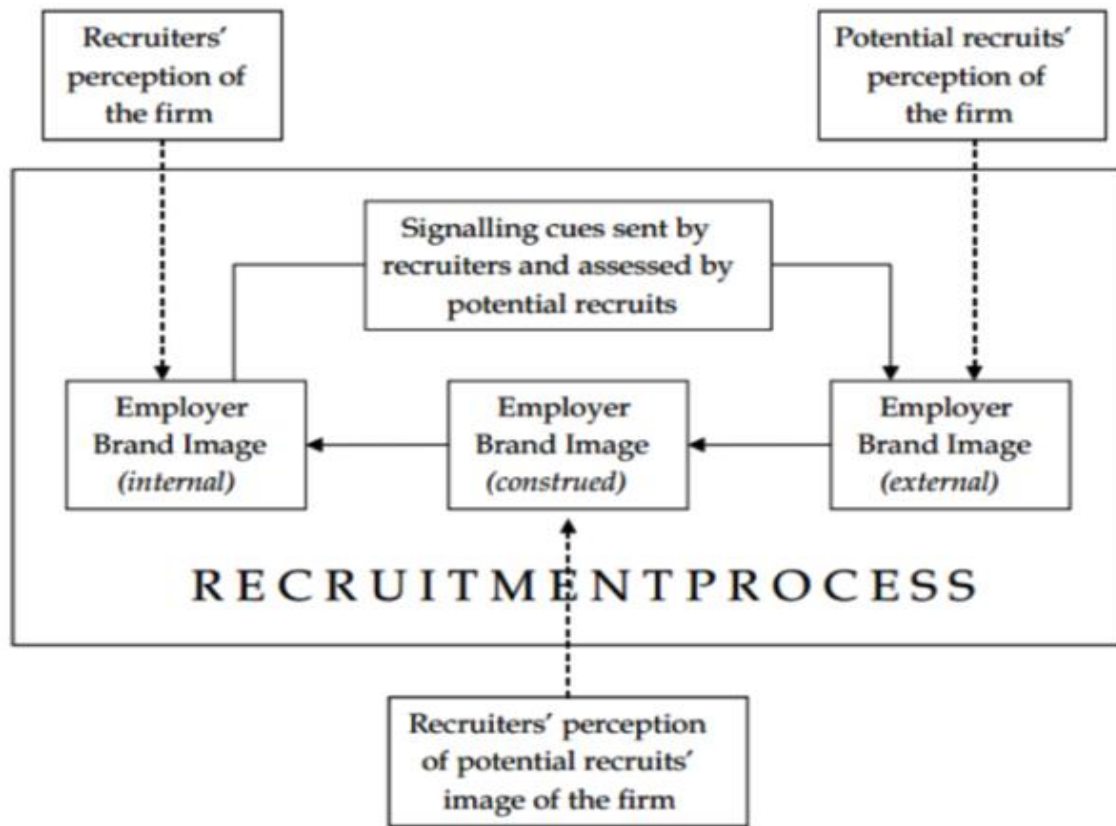 Recruiters'
perception of
the firm
Potential recruits'
perception of
the firm
Signalling cues sent by
recruiters and assessed by
potential recruits
Employer
Brand Image
(internal)
Employer
Brand Image
(construed)
Employer
Brand Image
(external)
RECRUITMENTPROCESS
Recruiters' perception
of potential recruits'
image of the firm